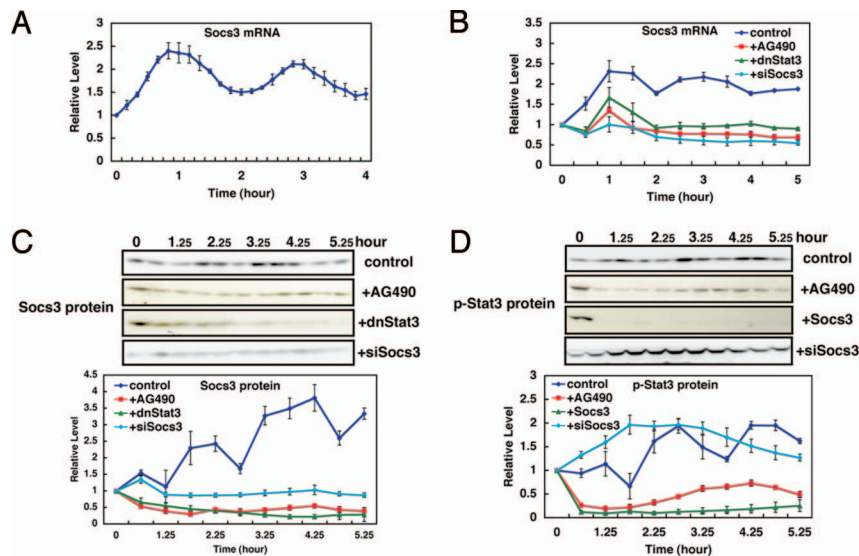 A
Socs3 mRNA
Relative Level
3
2.5
2
1.5
1
0.5
0
0 1 2 3 4
Time (hour)
B
Socs3 mRNA
control
+AG490
+dnStat3
+siSocs3
Relative Level
3.5
3
2.5
2
1.5
1
0.5
0
0 1 2 3 4 5
Time (hour)
C
0 1.25 2.25 3.25 4.25 5.25 hour
Socs3 protein
control
+AG490
+dnStat3
+siSocs3
Socs3 protein
control
+AG490
+dnStat3
+siSocs3
Relative Level
4.5
4
3.5
3
2.5
2
1.5
1
0.5
0
0 1.25 2.25 3.25 4.25 5.25
Time (hour)
D
0 1.25 2.25 3.25 4.25 5.25 hour
p-Stat3 protein
control
+AG490
+Socs3
+siSocs3
p-Stat3 protein
control
+AG490
+Socs3
+siSocs3
Relative Level
3
2.5
2
1.5
1
0.5
0
0 1.25 2.25 3.25 4.25 5.25
Time (hour)